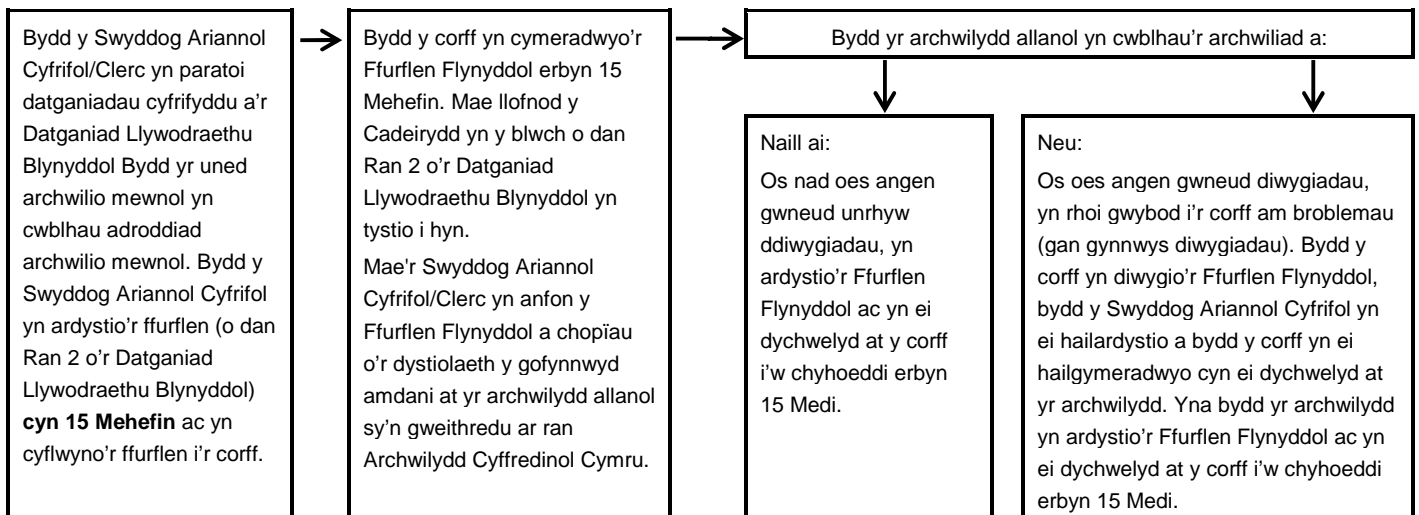 Bydd y Swyddog Ariannol
Cyfrifol/Clerc yn paratoi
datganiadau cyfrifyddu a'r
Datganiad Llywodraethu
Blynyddol Bydd yr uned
archwilio mewnol yn
cwblhau adroddiad
archwilio mewnol. Bydd y
Swyddog Ariannol Cyfrifol
yn ardystio'r ffurflen (o dan
Ran 2 o'r Datganiad
Llywodraethu Blynyddol)
cyn 15 Mehefin ac yn
cyflwyno'r ffurflen i'r corff.
Bydd y corff yn cymeradwyo'r
Ffurflen Flynyddol erbyn 15
Mehefin. Mae llofnod y
Cadeirydd yn y blwch o dan
Ran 2 o'r Datganiad
Llywodraethu Blynyddol yn
tystio i hyn.
Mae'r Swyddog Ariannol
Cyfrifol/Clerc yn anfon y
Ffurflen Flynyddol a chopïau
o'r dystiolaeth y gofynnwyd
amdani at yr archwilydd allanol
sy'n gweithredu ar ran
Archwilydd Cyffredinol Cymru.
Bydd yr archwilydd allanol yn cwblhau'r archwiliad a:
Naill ai:
Os nad oes angen
gwneud unrhyw
ddiwygiadau, yn
ardystio'r Ffurflen
Flynyddol ac yn ei
dychwelyd at y corff
i'w chyhoeddi erbyn
15 Medi.
Neu:
Os oes angen gwneud diwygiadau,
yn rhoi gwybod i'r corff am broblemau
(gan gynnwys diwygiadau). Bydd y
corff yn diwygio'r Ffurflen Flynyddol,
bydd y Swyddog Ariannol Cyfrifol yn
ei hailardystio a bydd y corff yn ei
hailgymeradwyo cyn ei dychwelyd at
yr archwilydd. Yna bydd yr archwilydd
yn ardystio'r Ffurflen Flynyddol ac yn
ei dychwelyd at y corff i'w chyhoeddi
erbyn 15 Medi.